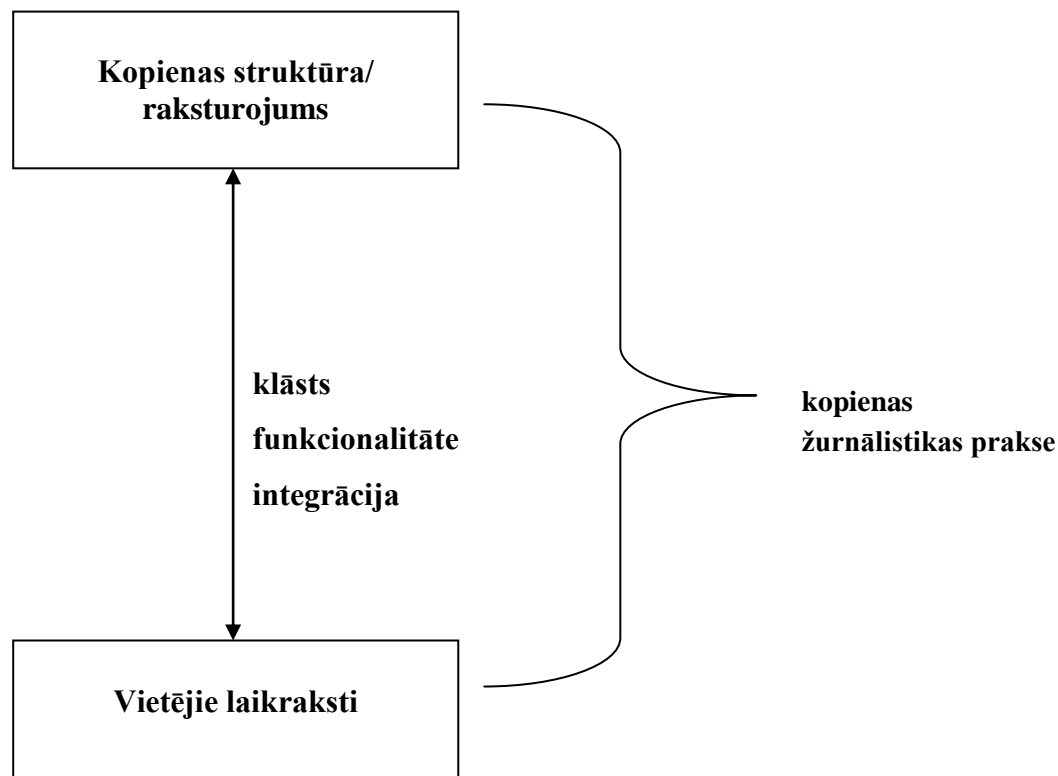 Kopienas struktūra/
raksturojums
klāsts
funkcionalitāte
integrācija
kopienas
žurnālistikas prakse
Vietējie laikraksti